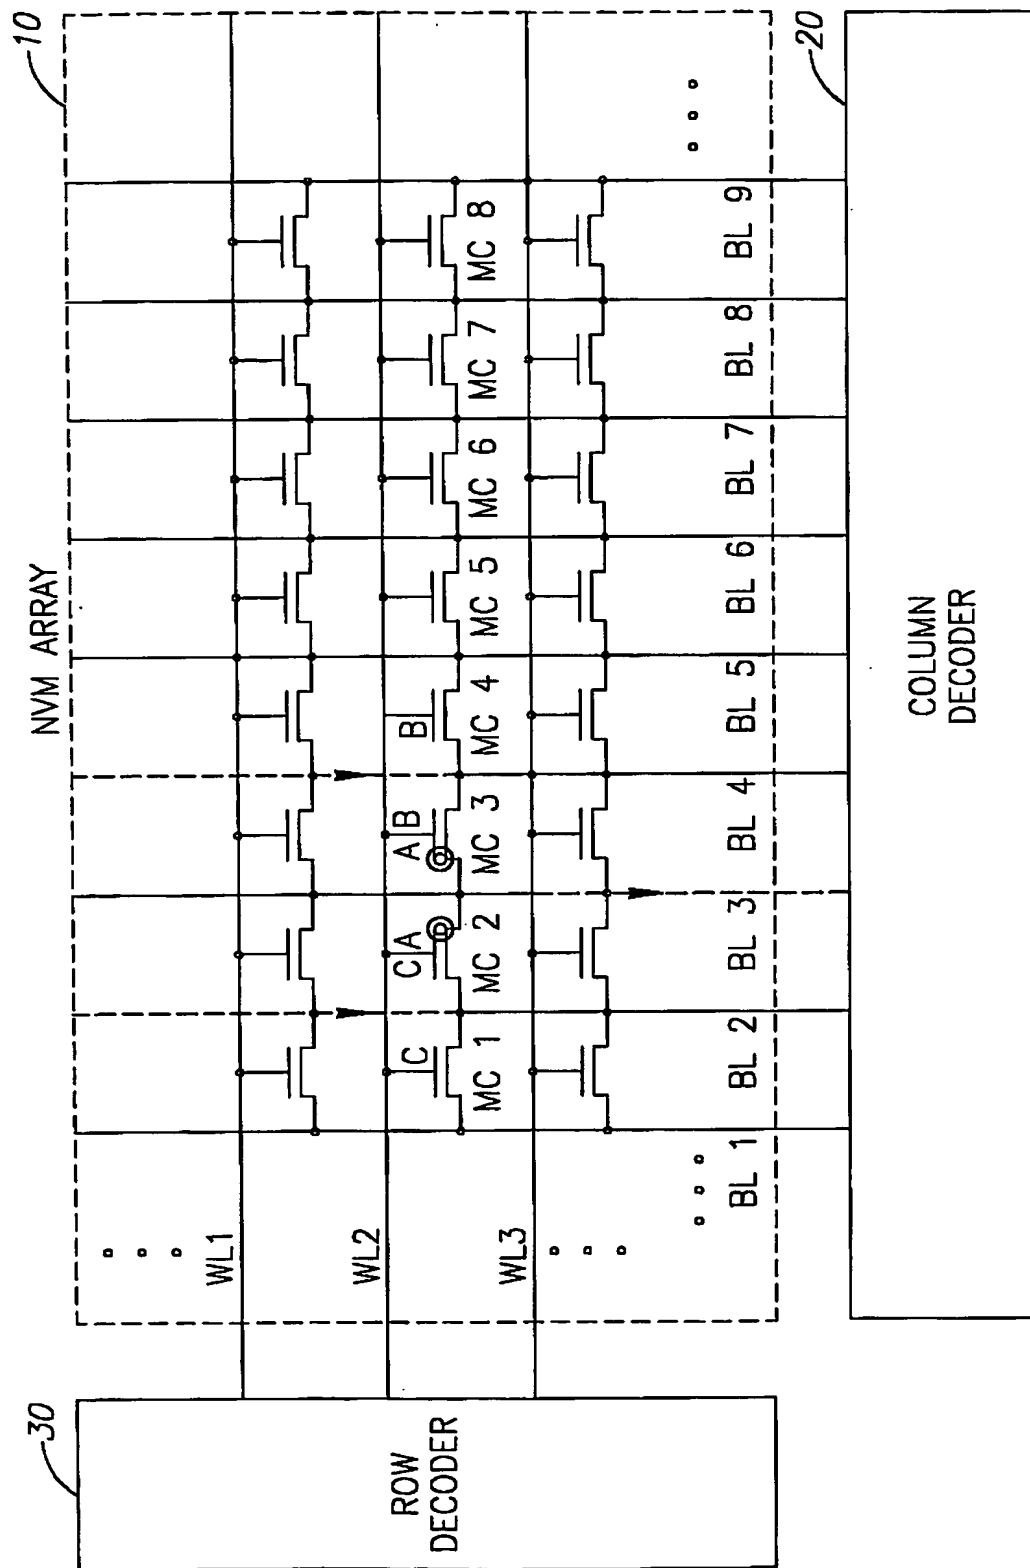 NVM ARRAY
10
WL1
WL2
C
C A
A B
B
MC 1
MC 2
MC 3
MC 4
MC 5
MC 6
MC 7
MC 8
WL3
BL 1
BL 2
BL 3
BL 4
BL 5
BL 6
BL 7
BL 8
BL 9
30
ROW
DECODER
20
COLUMN
DECODER